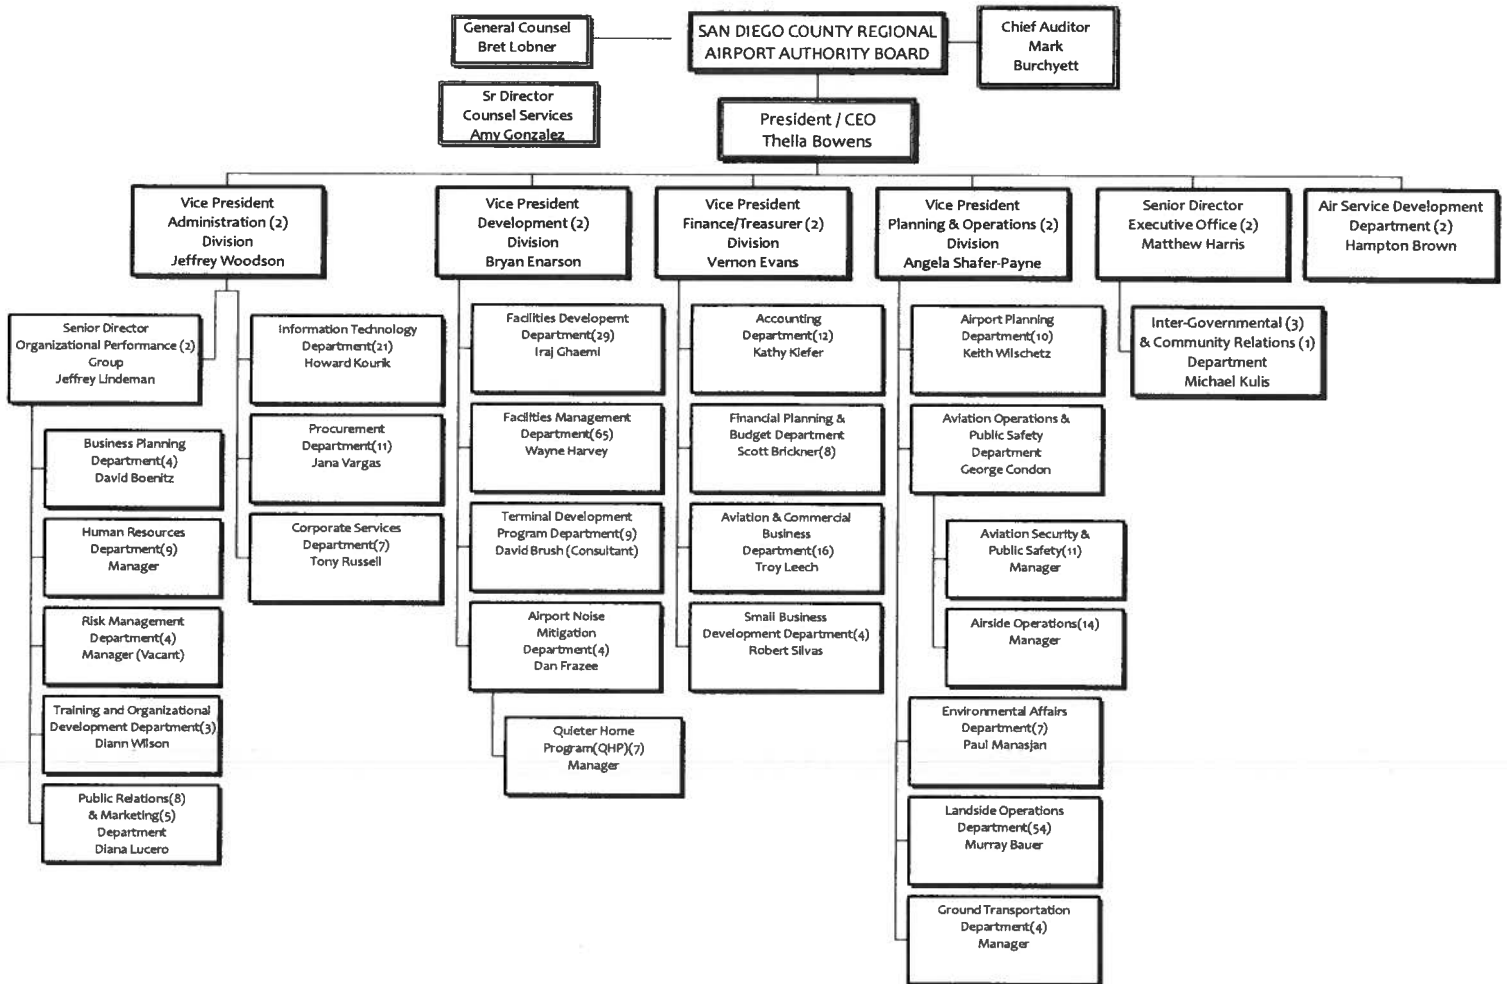 General Counsel
Bret Lobner
SAN DIEGO COUNTY REGIONAL
AIRPORT AUTHORITY BOARD
Chief Auditor
Mark
Burchyett
Sr Director
Counsel Services
Amy Gonzalez
President / CEO
Thella Bowens
Vice President
Administration (2)
Division
Jeffrey Woodson
Vice President
Development (2)
Division
Bryan Enarson
Vice President
Finance/Treasurer (2)
Division
Vernon Evans
Vice President
Planning & Operations (2)
Division
Angela Shafer-Payne
Senior Director
Executive Office (2)
Matthew Harris
Air Service Development
Department (2)
Hampton Brown
Senior Director
Organizational Performance (2)
Group
Jeffrey Lindeman
Business Planning
Department(4)
David Boenitz
Human Resources
Department(9)
Manager
Risk Management
Department(4)
Manager (Vacant)
Training and Organizational
Development Department(3)
Diann Wilson
Public Relations(8)
& Marketing(5)
Department
Diana Lucero
Information Technology
Department(21)
Howard Kourik
Procurement
Department(11)
Jana Vargas
Corporate Services
Department(7)
Tony Russell
Facilities Developemt
Department(29)
Iraj Ghaemi
Facilities Management
Department(65)
Wayne Harvey
Terminal Development
Program Department(9)
David Brush (Consultant)
Airport Noise
Mitigation
Department(4)
Dan Frazee
Quieter Home
Program(QHP)(7)
Manager
Accounting
Department(12)
Kathy Kiefer
Financial Planning &
Budget Department
Scott Brickner(8)
Aviation & Commercial
Business
Department(16)
Troy Leech
Small Business
Development Department(4)
Robert Silvas
Airport Planning
Department(10)
Keith Wilschetz
Aviation Operations &
Public Safety
Department
George Condon
Aviation Security &
Public Safety(11)
Manager
Airside Operations(14)
Manager
Environmental Affairs
Department(7)
Paul Manasjan
Landside Operations
Department(54)
Murray Bauer
Ground Transportation
Department(4)
Manager
Inter-Governmental (3)
& Community Relations (1)
Department
Michael Kulis